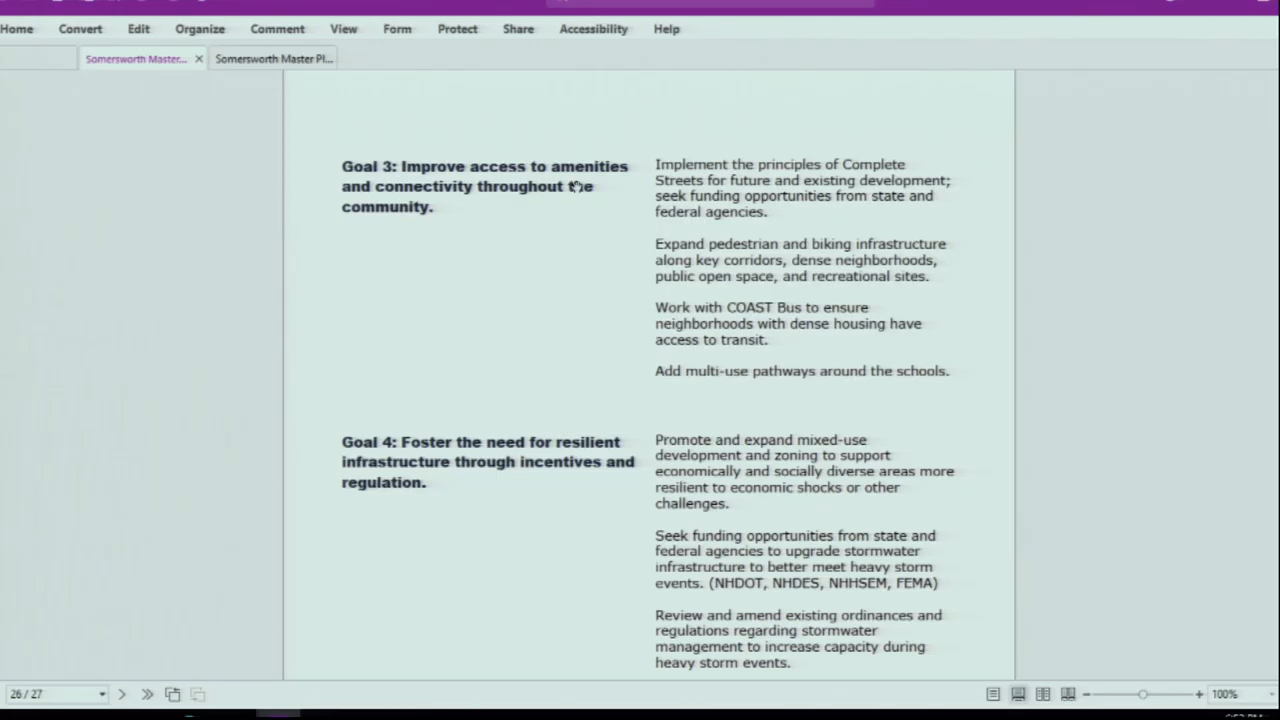 Home Convert Edit Organize Comment View Form Protect Share Accessibility Help
Somersworth Master... Somersworth Master Pl...
Goal 3: Improve access to amenities
and connectivity throughout the
community.
Implement the principles of Complete
Streets for future and existing development;
seek funding opportunities from state and
federal agencies.
Expand pedestrian and biking infrastructure
along key corridors, dense neighborhoods,
public open space, and recreational sites.
Work with COAST Bus to ensure
neighborhoods with dense housing have
access to transit.
Add multi-use pathways around the schools.
Goal 4: Foster the need for resilient
infrastructure through incentives and
regulation.
Promote and expand mixed-use
development and zoning to support
economically and socially diverse areas more
resilient to economic shocks or other
challenges.
Seek funding opportunities from state and
federal agencies to upgrade stormwater
infrastructure to better meet heavy storm
events. (NHDOT, NHDES, NHHSEM, FEMA)
Review and amend existing ordinances and
regulations regarding stormwater
management to increase capacity during
heavy storm events.
26 / 27 100%